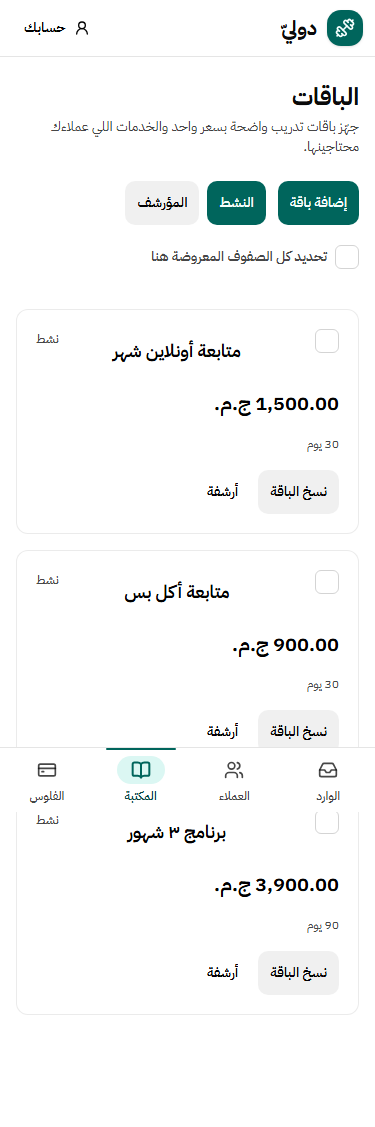 دوليّ
حسابك
الباقات
جهّز باقات تدريب واضحة بسعر واحد والخدمات اللي عملاءك
محتاجينها.
إضافة باقة
النشط
المؤرشف
تحديد كل الصفوف المعروضة هنا
متابعة أونلاين شهر
نشط
1,500.00 ج.م.
30 يوم
نسخ الباقة
أرشفة
متابعة أكل بس
نشط
900.00 ج.م.
30 يوم
نسخ الباقة
أرشفة
الوارد
العملاء
المكتبة
الفلوس
برنامج ٣ شهور
نشط
3,900.00 ج.م.
90 يوم
نسخ الباقة
أرشفة